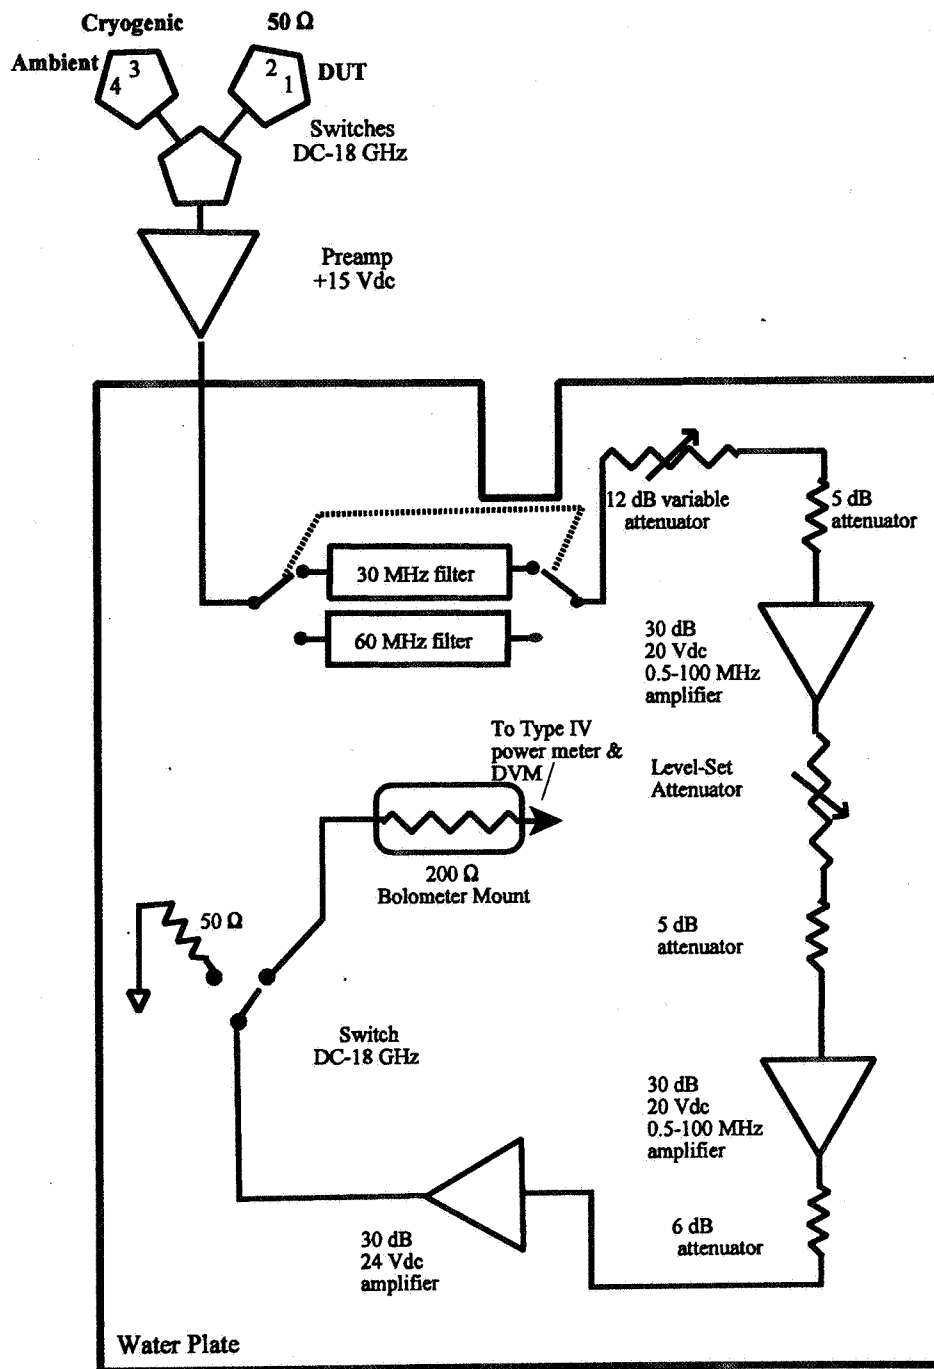 Cryogenic
50 Ω
Ambient
3
4
2
1
DUT
Switches
DC-18 GHz
Preamp
+15 Vdc
12 dB variable
attenuator
5 dB
attenuator
30 MHz filter
60 MHz filter
30 dB
20 Vdc
0.5-100 MHz
amplifier
To Type IV
power meter &
DVM
Level-Set
Attenuator
200 Ω
Bolometer Mount
50 Ω
5 dB
attenuator
Switch
DC-18 GHz
30 dB
20 Vdc
0.5-100 MHz
amplifier
6 dB
attenuator
30 dB
24 Vdc
amplifier
Water Plate